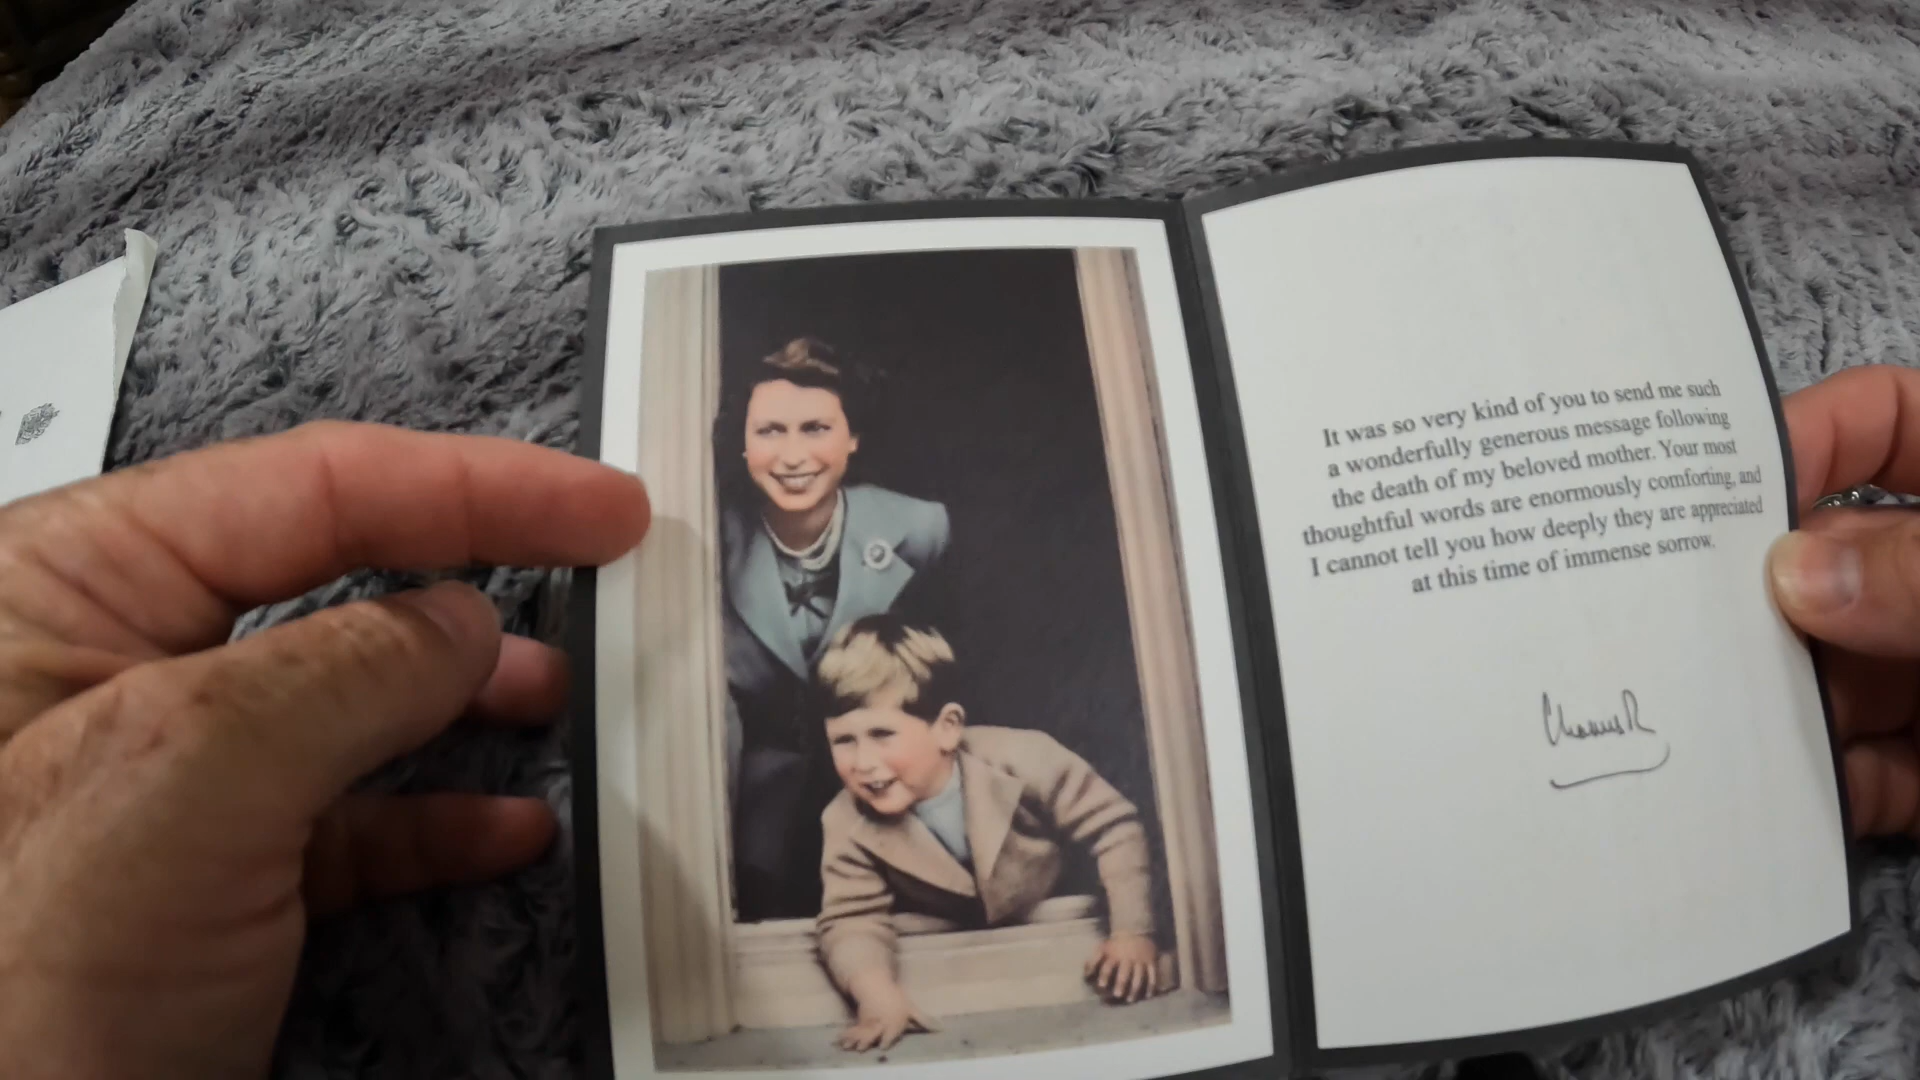 It was so very kind of you to send me such
a wonderfully generous message following
the death of my beloved mother. Your most
thoughtful words are enormously comforting, and
I cannot tell you how deeply they are appreciated
at this time of immense sorrow.
Charles R